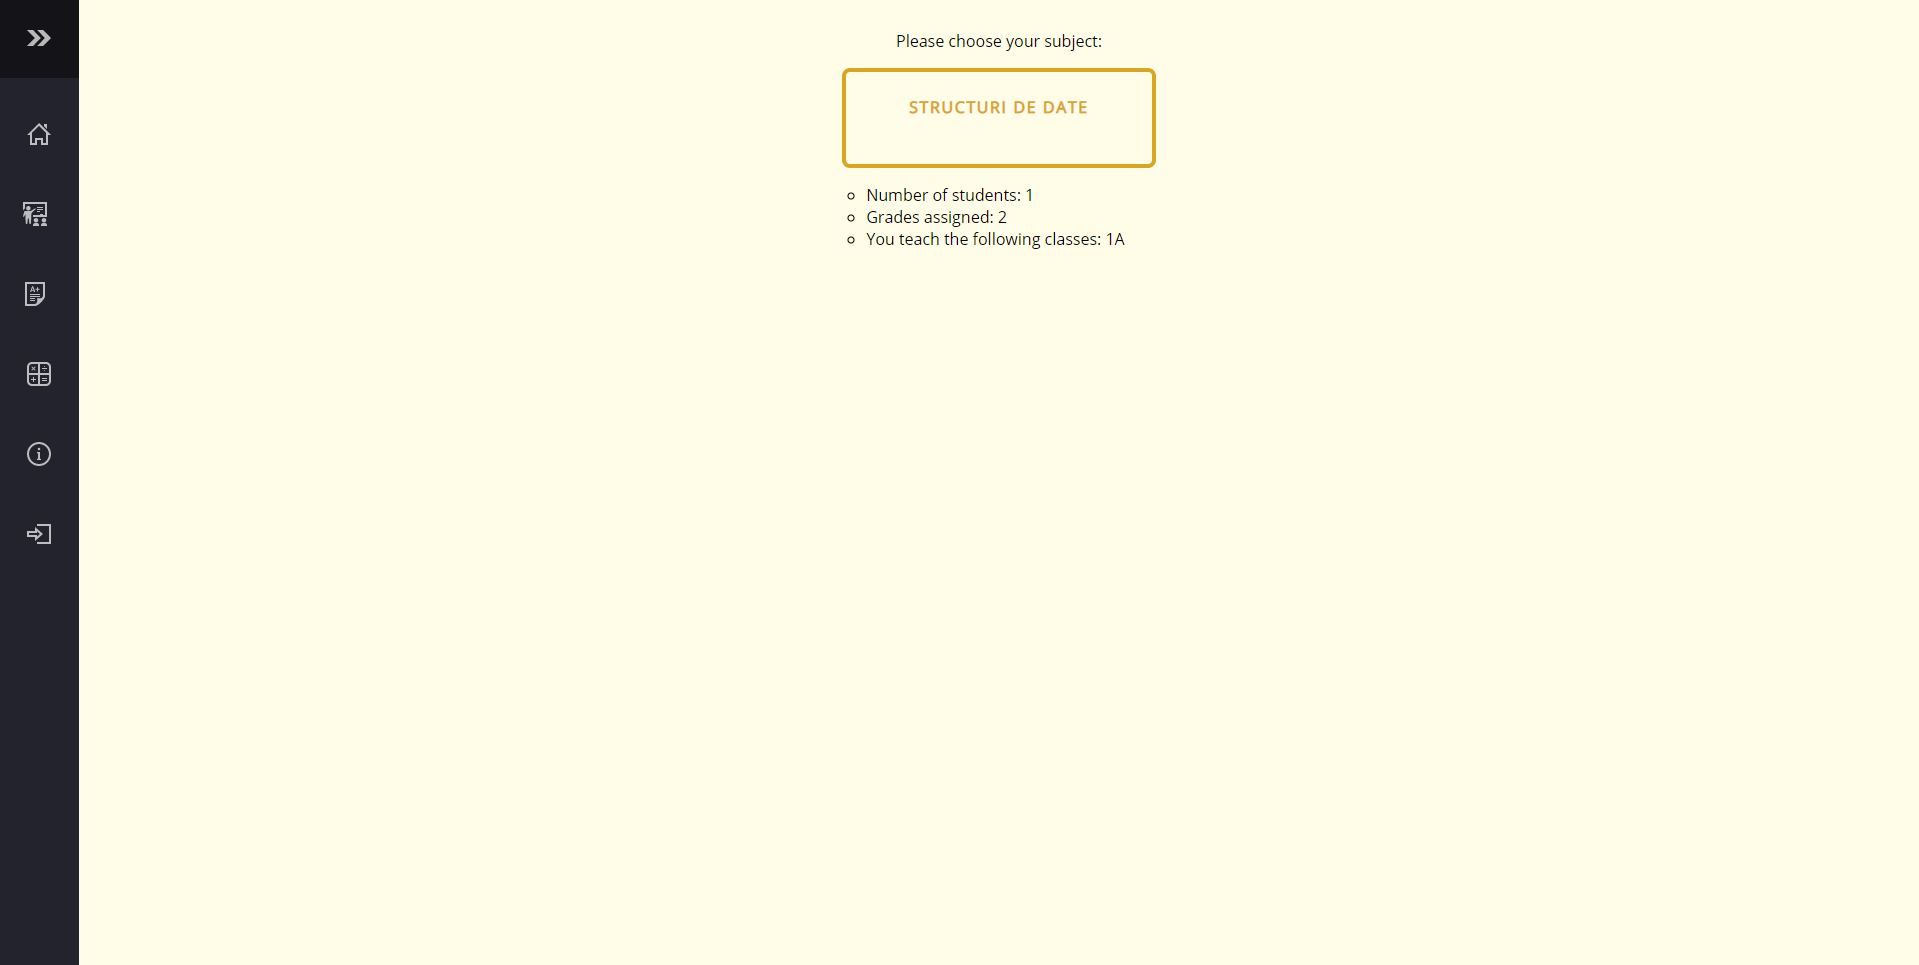 Please choose your subject:
STRUCTURI DE DATE
Number of students: 1
Grades assigned: 2
You teach the following classes: 1A
A+